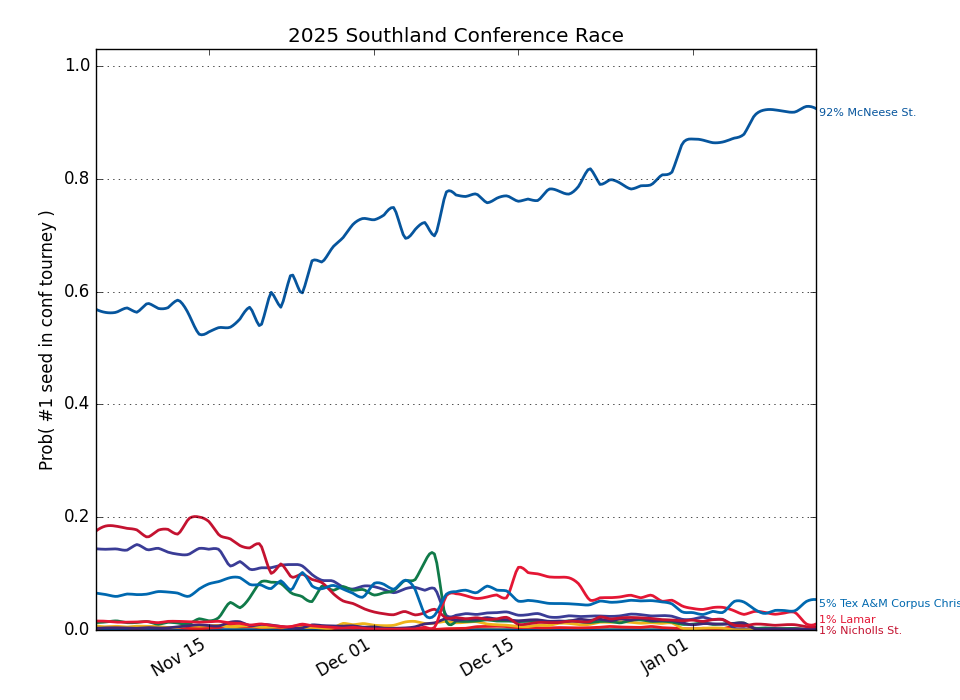 2025 Southland Conference Race
Prob( #1 seed in conf tourney )
1.0
0.8
0.6
0.4
0.2
0.0
92% McNeese St.
5% Tex A&M Corpus Chris
1% Lamar
1% Nicholls St.
Nov 15
Dec 01
Dec 15
Jan 01